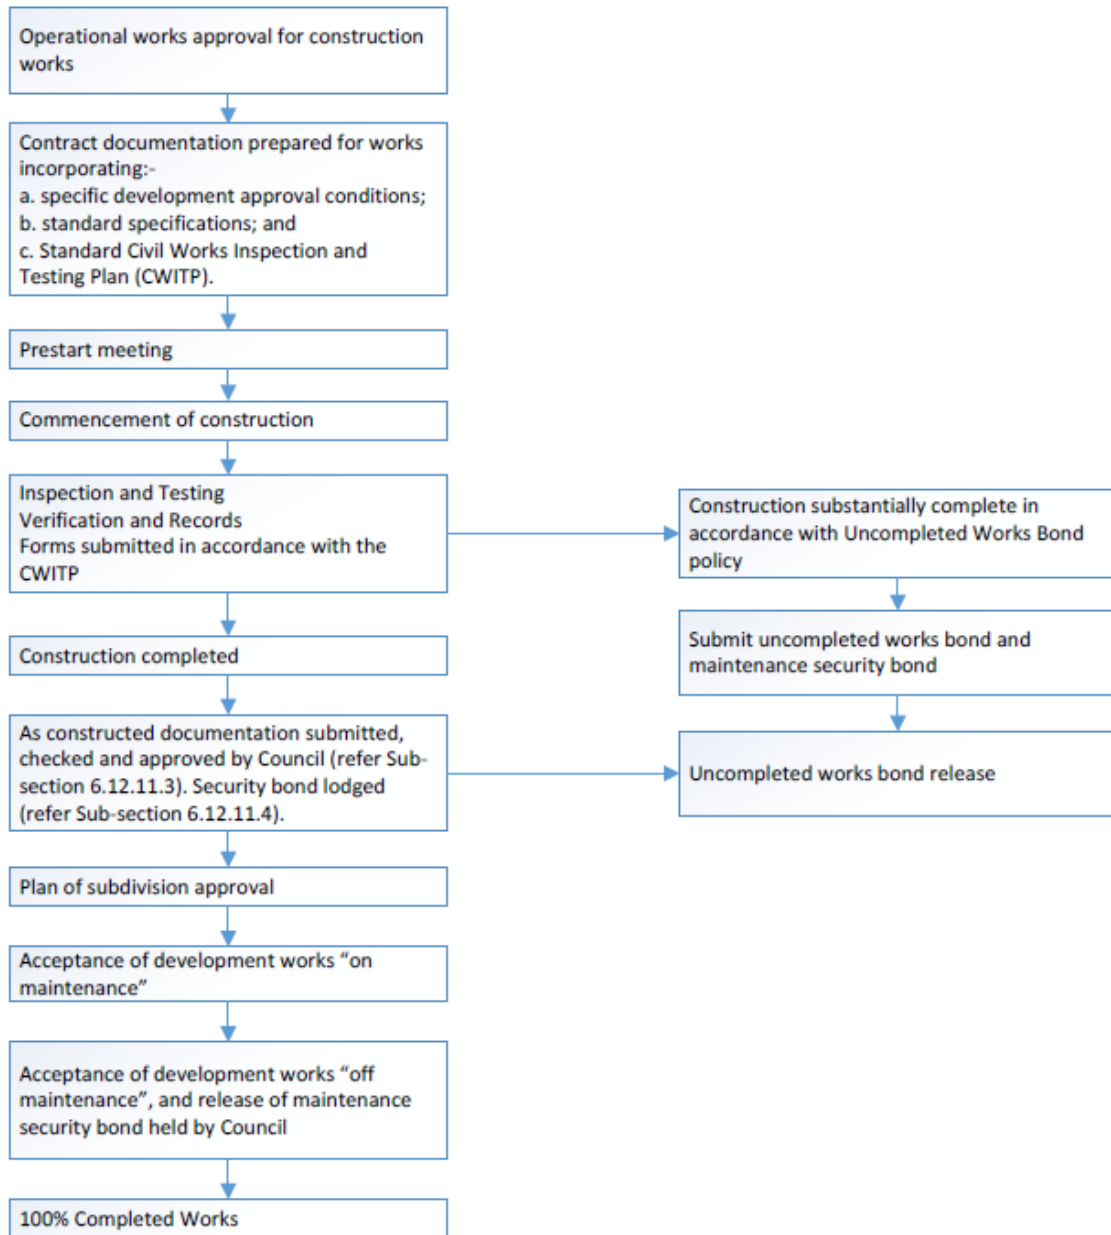 Operational works approval for construction
works
Contract documentation prepared for works
incorporating:-
a. specific development approval conditions;
b. standard specifications; and
c. Standard Civil Works Inspection and
Testing Plan (CWITP).
Prestart meeting
Commencement of construction
Inspection and Testing
Verification and Records
Forms submitted in accordance with the
CWITP
Construction substantially complete in
accordance with Uncompleted Works Bond
policy
Submit uncompleted works bond and
maintenance security bond
Construction completed
As constructed documentation submitted,
checked and approved by Council (refer Sub-
section 6.12.11.3). Security bond lodged
(refer Sub-section 6.12.11.4).
Uncompleted works bond release
Plan of subdivision approval
Acceptance of development works “on
maintenance”
Acceptance of development works “off
maintenance”, and release of maintenance
security bond held by Council
100% Completed Works